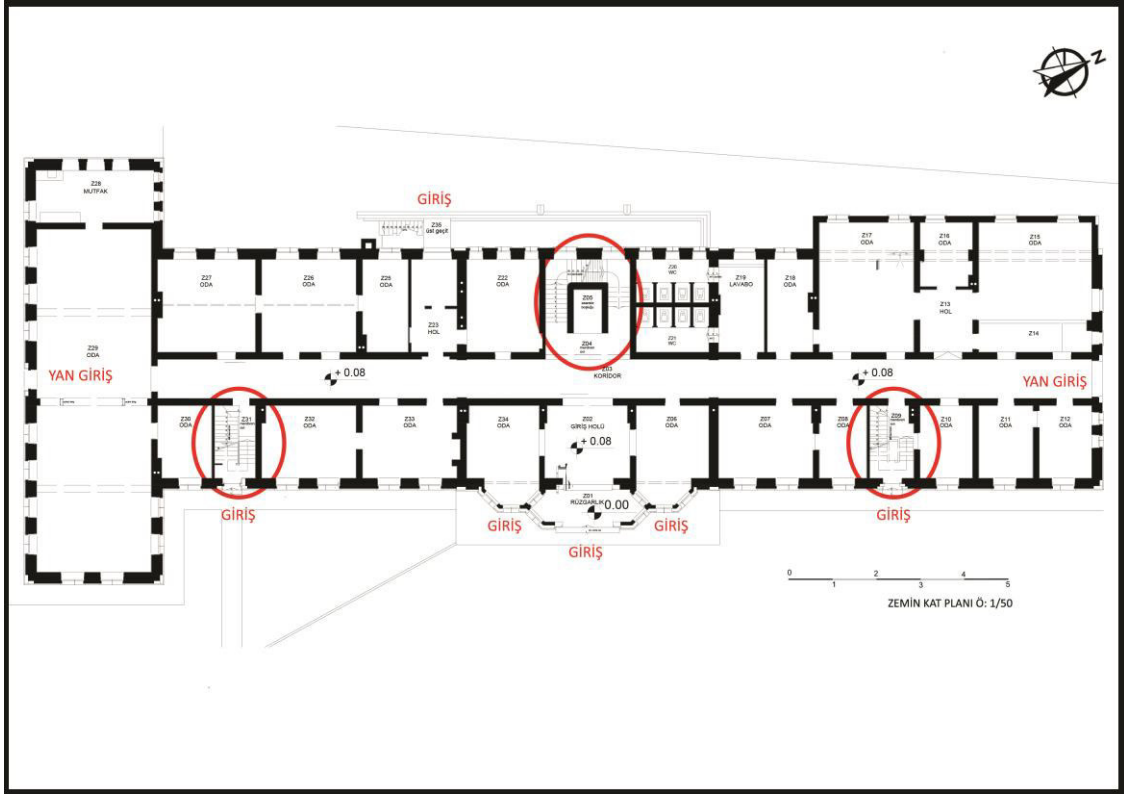 N
GİRİŞ
Z28
MUTFAK
Z35
üst geçit
Z17
ODA
Z16
ODA
Z15
ODA
Z27
ODA
Z26
ODA
Z25
ODA
Z22
ODA
Z20
WC
Z19
LAVABO
Z18
ODA
Z05
Z13
HOL
Z23
HOL
Z04
Z21
WC
Z14
Z29
ODA
YAN GİRİŞ
+ 0.08
Z03
KORİDOR
+ 0.08
YAN GİRİŞ
Z30
ODA
Z31
Z32
ODA
Z33
ODA
Z34
ODA
Z02
GİRİŞ HOLÜ
+ 0.08
Z06
ODA
Z07
ODA
Z08
ODA
Z09
Z10
ODA
Z11
ODA
Z12
ODA
Z01
RÜZGARLIK
0.00
GİRİŞ
GİRİŞ
GİRİŞ
GİRİŞ
GİRİŞ
0 1 2 3 4 5
ZEMİN KAT PLANI Ö: 1/50